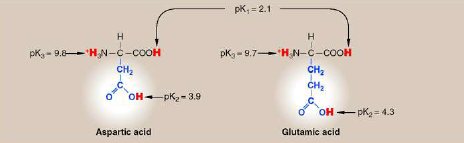 pK₁ = 2.1
H
H
pK₃ = 9.8
⁺H₃N–C–COOH
pK₃ = 9.7
⁺H₃N–C–COOH
CH₂
CH₂
C
CH₂
O
OH
pK₂ = 3.9
C
O
OH
pK₂ = 4.3
Aspartic acid
Glutamic acid